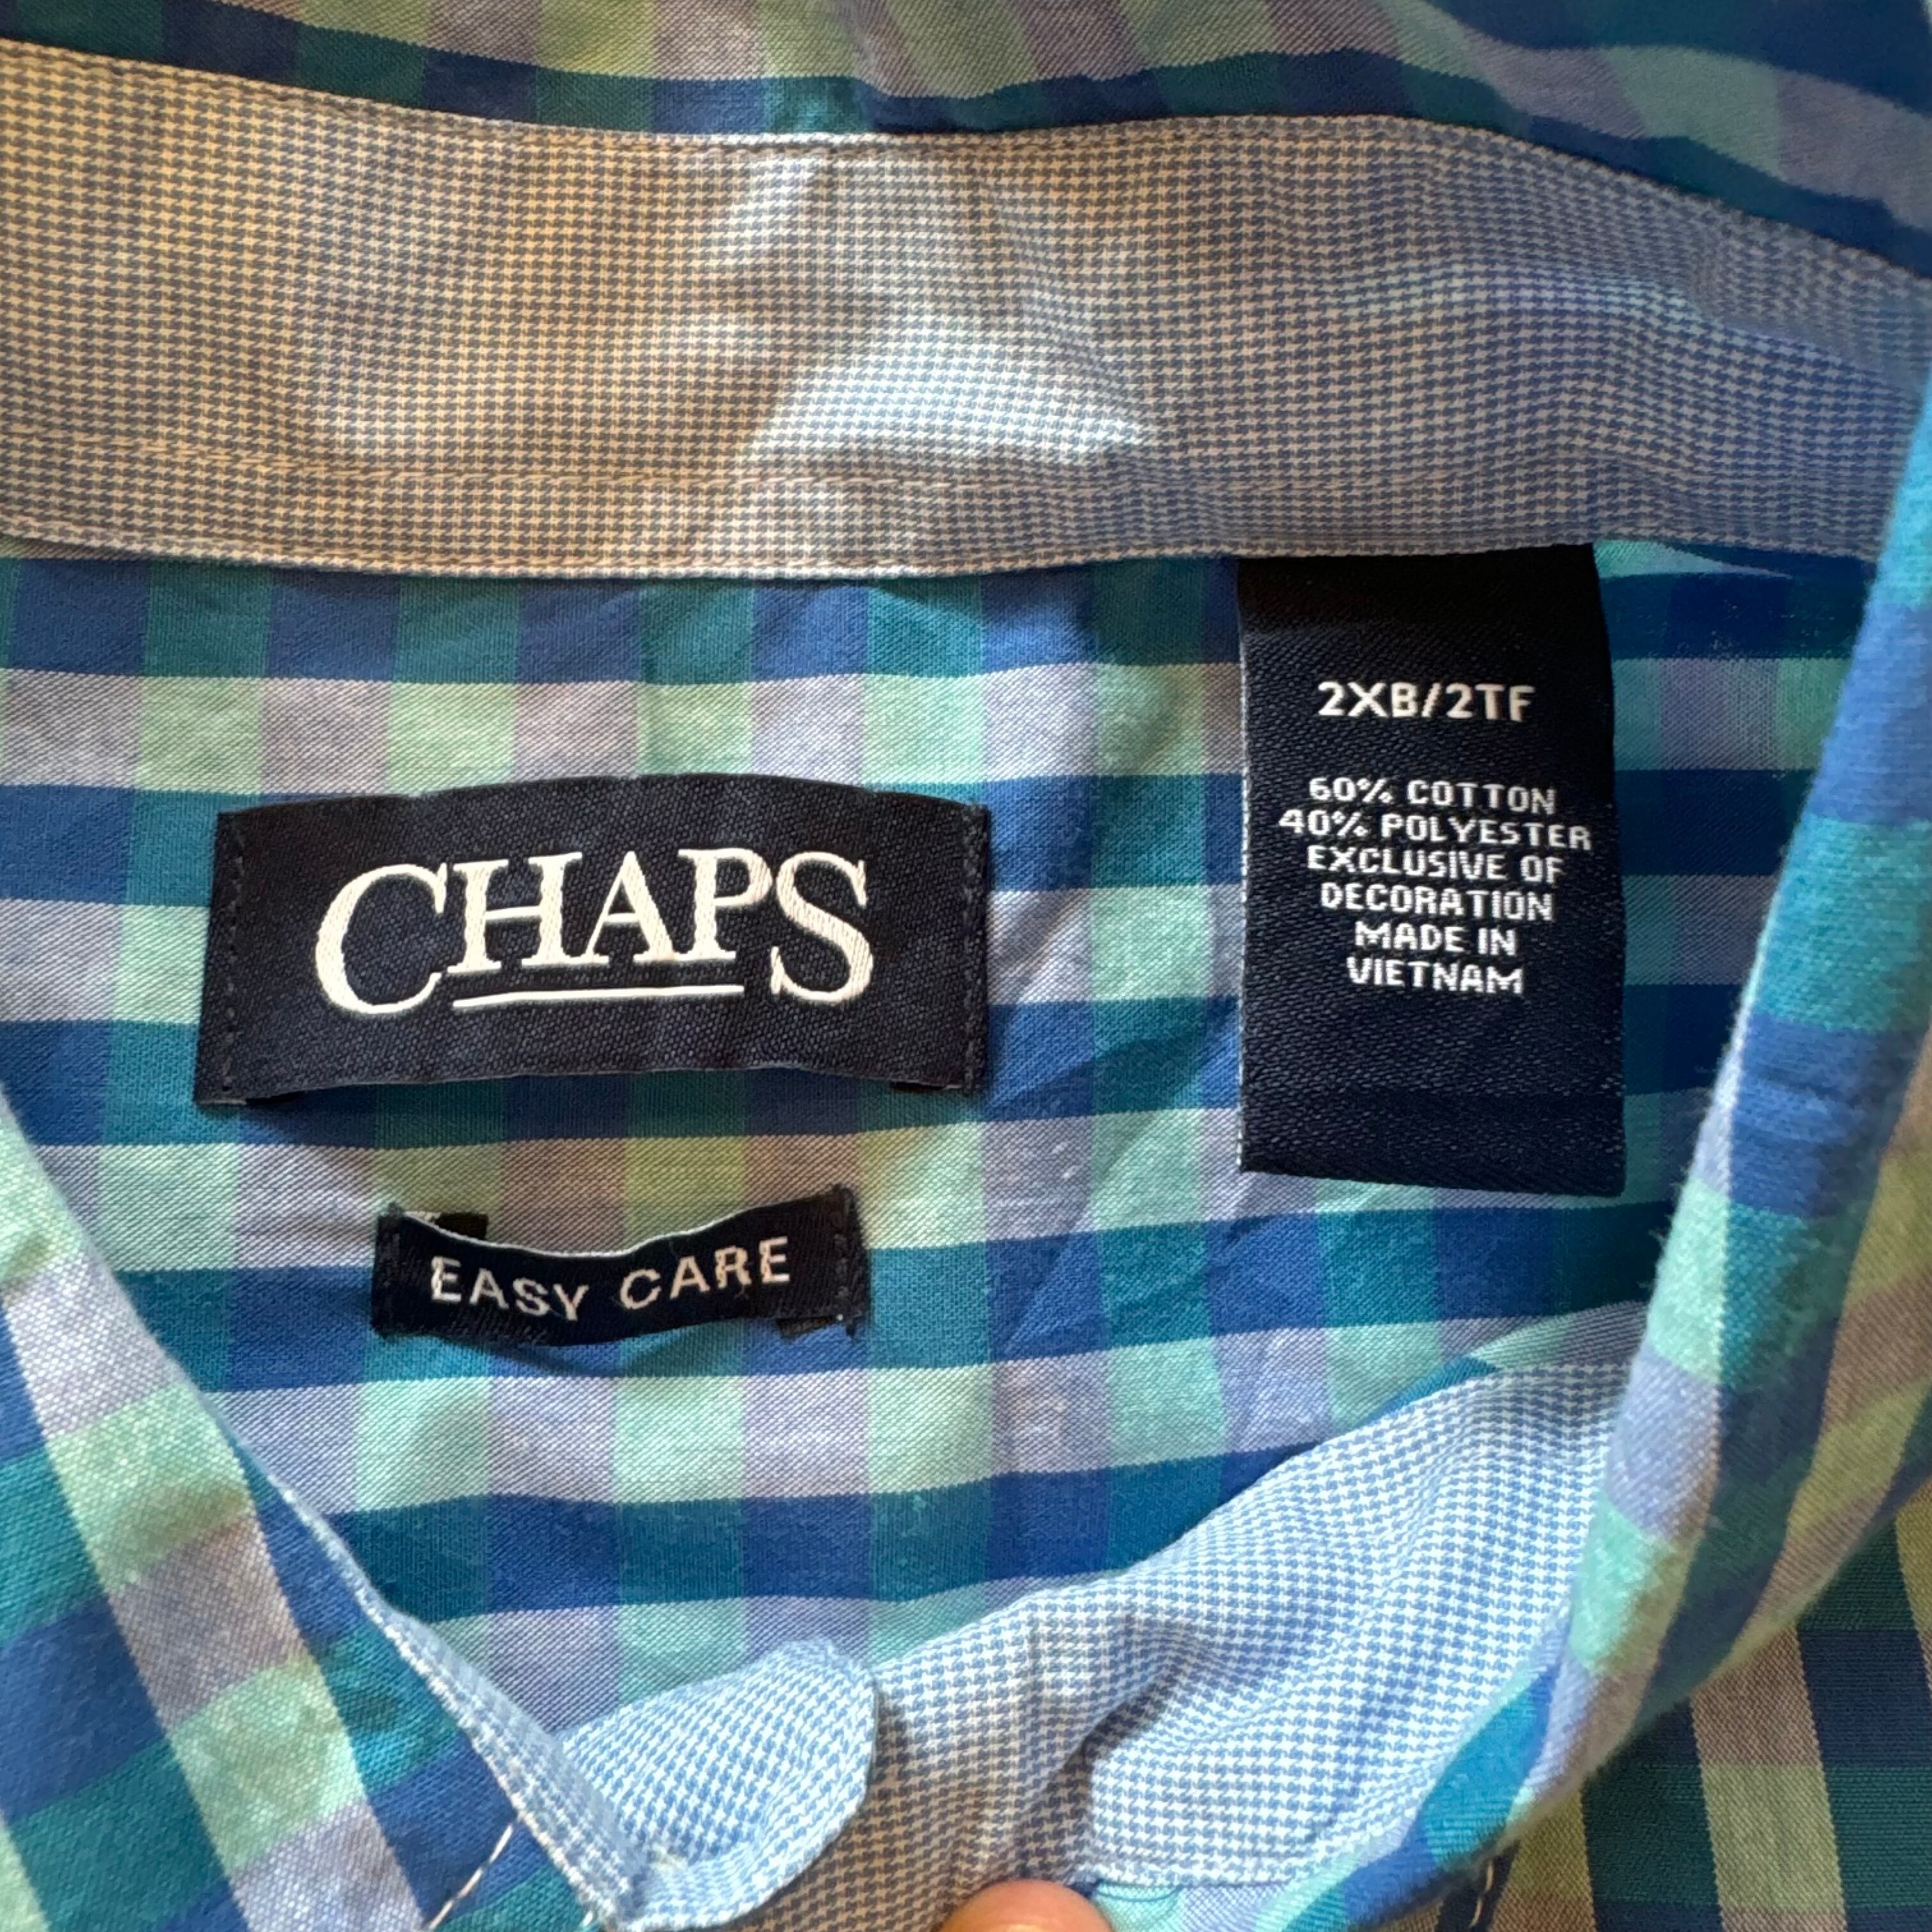 CHAPS
EASY CARE
2XB/2TF
60% COTTON
40% POLYESTER
EXCLUSIVE OF
DECORATION
MADE IN
VIETNAM